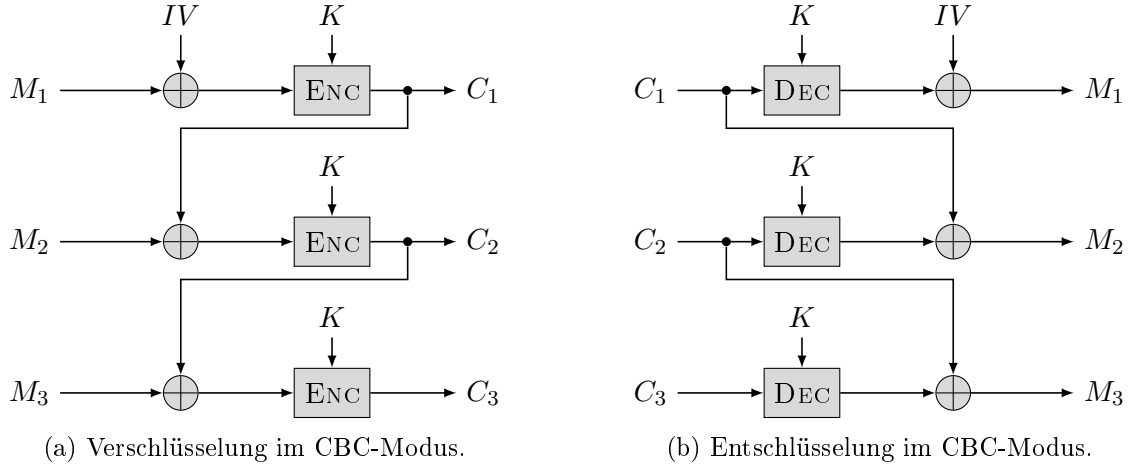 IV K K IV
M₁ ENC C₁ C₁ DEC M₁
K K
M₂ ENC C₂ C₂ DEC M₂
K K
M₃ ENC C₃ C₃ DEC M₃
(a) Verschlüsselung im CBC-Modus. (b) Entschlüsselung im CBC-Modus.